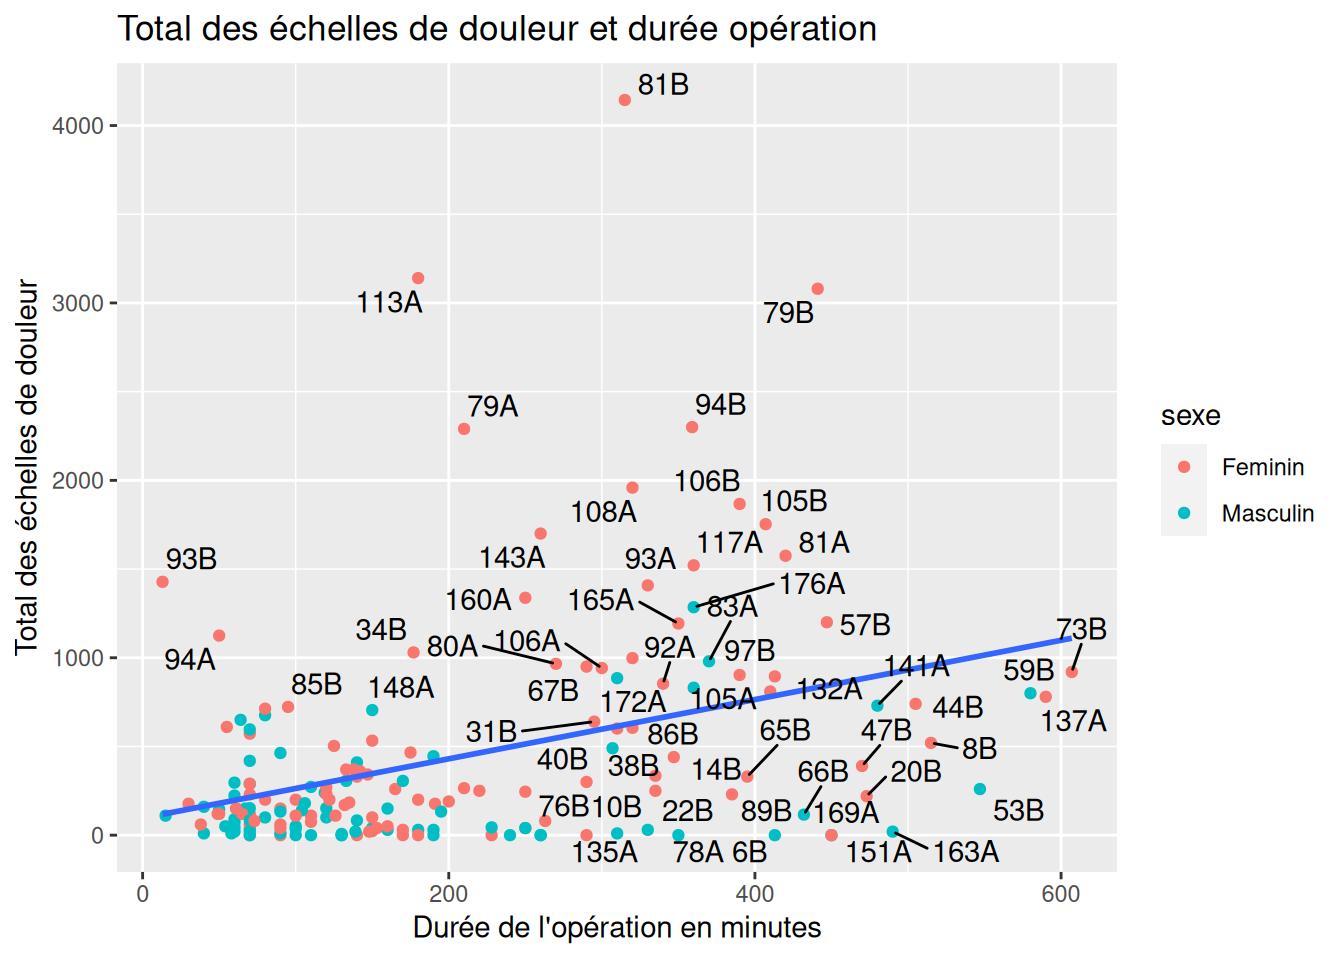 Total des échelles de douleur et durée opération
Total des échelles de douleur
4000
3000
2000
1000
0
81B
113A
79B
79A
94B
106B
108A
105B
143A
93A
117A
81A
93B
160A
165A
176A
83A
34B
80A
106A
92A
97B
57B
73B
94A
85B
148A
67B
172A
105A
132A
141A
59B
31B
86B
65B
47B
44B
137A
40B
38B
14B
66B
20B
8B
76B
10B
22B
89B
169A
53B
135A
78A
6B
151A
163A
0
200
400
600
Durée de l'opération en minutes
sexe
Feminin
Masculin